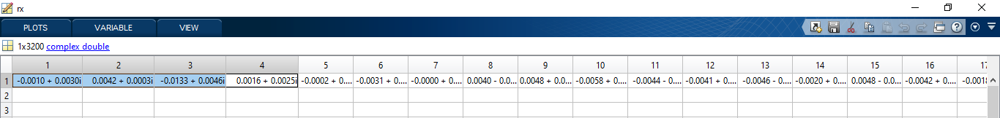 rx
PLOTS VARIABLE VIEW
1x3200 complex double
1 2 3 4 5 6 7 8 9 10 11 12 13 14 15 16 17
1 -0.0010 + 0.0030i 0.0042 + 0.0003i -0.0133 + 0.0046i 0.0016 + 0.0025i -0.0002 + 0.... -0.0031 + 0.... -0.0000 + 0.... 0.0040 - 0.0... 0.0048 + 0.0... -0.0058 + 0.... -0.0044 - 0.0... -0.0041 + 0.... -0.0046 - 0.0... -0.0020 + 0.... 0.0048 - 0.0... -0.0042 + 0.... -0.0018
2
3